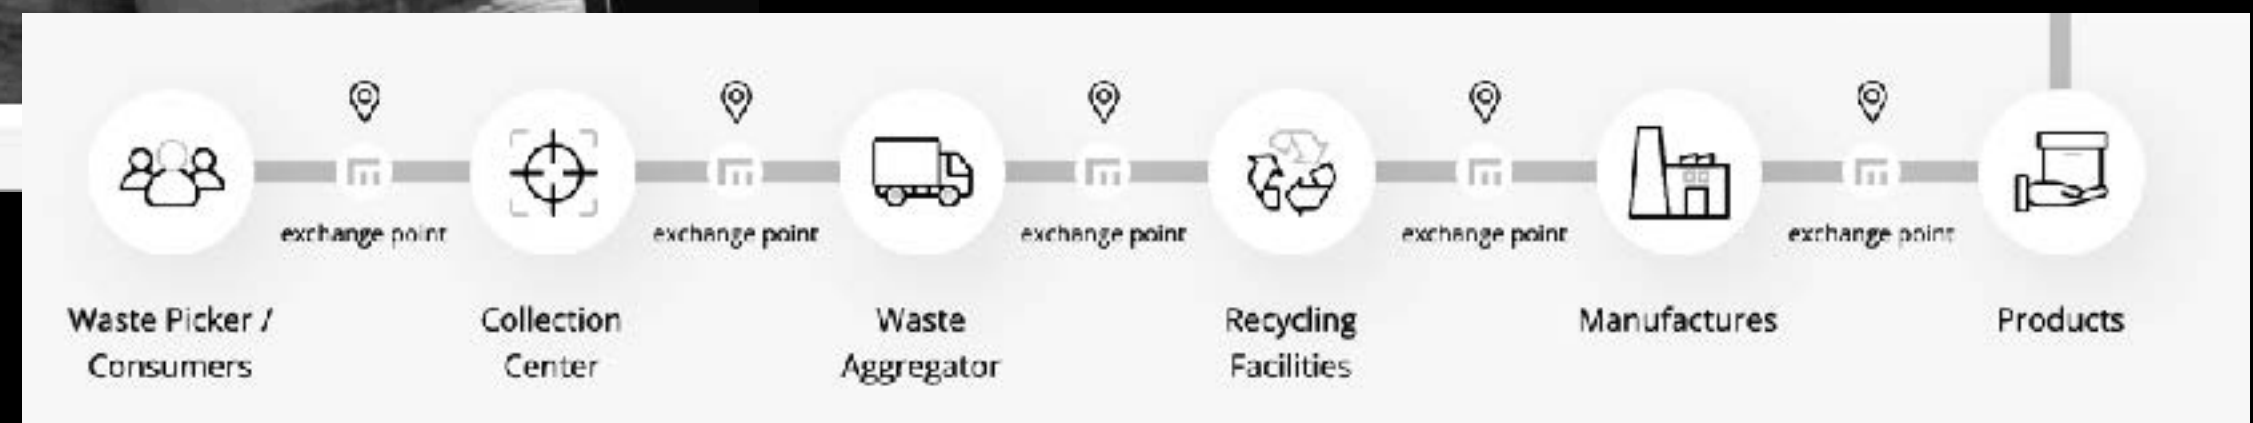 exchange point
exchange point
exchange point
exchange point
exchange point
Waste Picker /
Consumers
Collection
Center
Waste
Aggregator
Recycling
Facilities
Manufactures
Products